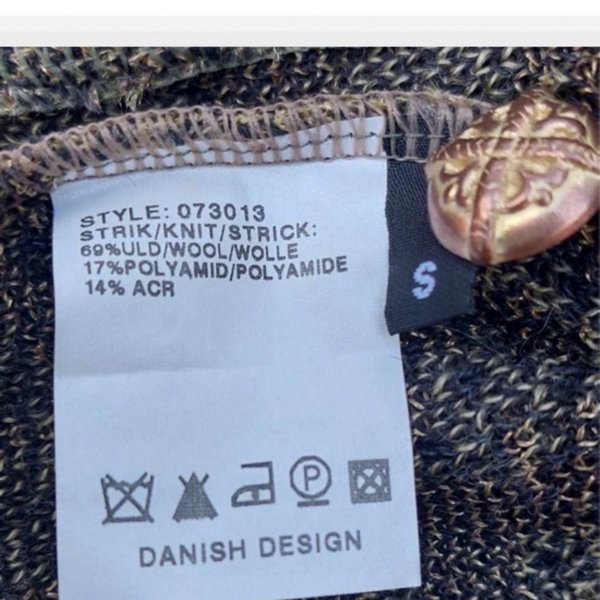 STYLE: 073013
STRIK/KNIT/STRICK:
69%ULD/WOOL/WOLLE
17%POLYAMID/POLYAMIDE
14% ACR
S
P
DANISH DESIGN